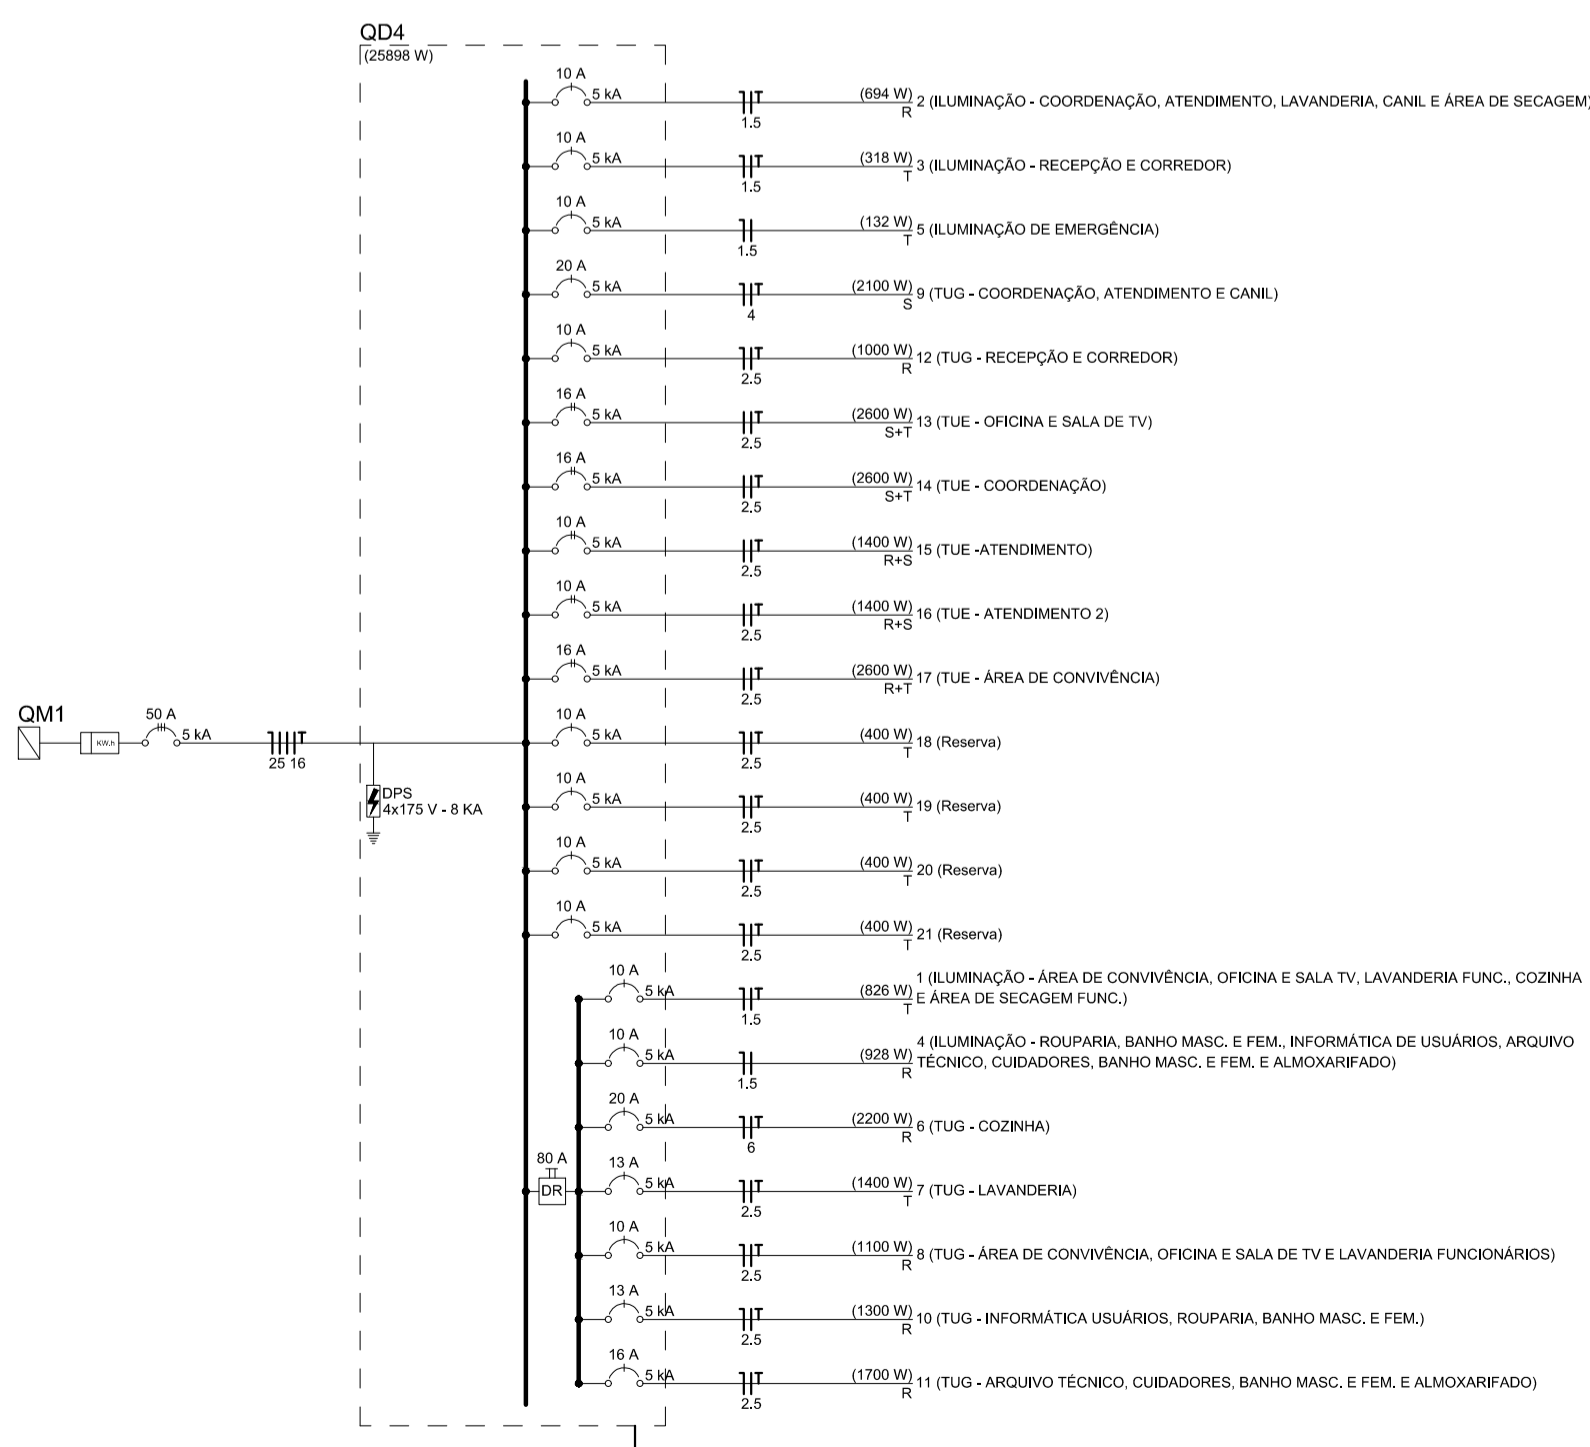 QD4
(25898 W)
10 A
5 kA
1.5
(694 W)
R
2 (ILUMINAÇÃO - COORDENAÇÃO, ATENDIMENTO, LAVANDERIA, CANIL E ÁREA DE SECAGEM)
10 A
5 kA
1.5
(318 W)
T
3 (ILUMINAÇÃO - RECEPÇÃO E CORREDOR)
10 A
5 kA
1.5
(132 W)
T
5 (ILUMINAÇÃO DE EMERGÊNCIA)
20 A
5 kA
4
(2100 W)
S
9 (TUG - COORDENAÇÃO, ATENDIMENTO E CANIL)
10 A
5 kA
2.5
(1000 W)
R
12 (TUG - RECEPÇÃO E CORREDOR)
16 A
5 kA
2.5
(2600 W)
S+T
13 (TUE - OFICINA E SALA DE TV)
16 A
5 kA
2.5
(2600 W)
S+T
14 (TUE - COORDENAÇÃO)
10 A
5 kA
2.5
(1400 W)
R+S
15 (TUE -ATENDIMENTO)
10 A
5 kA
2.5
(1400 W)
R+S
16 (TUE - ATENDIMENTO 2)
16 A
5 kA
2.5
(2600 W)
R+T
17 (TUE - ÁREA DE CONVIVÊNCIA)
QM1
KW.h
50 A
5 kA
25 16
DPS
4x175 V - 8 KA
10 A
5 kA
2.5
(400 W)
T
18 (Reserva)
10 A
5 kA
2.5
(400 W)
T
19 (Reserva)
10 A
5 kA
2.5
(400 W)
T
20 (Reserva)
10 A
5 kA
2.5
(400 W)
T
21 (Reserva)
80 A
DR
10 A
5 kA
1.5
(826 W)
T
1 (ILUMINAÇÃO - ÁREA DE CONVIVÊNCIA, OFICINA E SALA TV, LAVANDERIA FUNC., COZINHA
E ÁREA DE SECAGEM FUNC.)
10 A
5 kA
1.5
(928 W)
R
4 (ILUMINAÇÃO - ROUPARIA, BANHO MASC. E FEM., INFORMÁTICA DE USUÁRIOS, ARQUIVO
TÉCNICO, CUIDADORES, BANHO MASC. E FEM. E ALMOXARIFADO)
20 A
5 kA
6
(2200 W)
R
6 (TUG - COZINHA)
13 A
5 kA
2.5
(1400 W)
T
7 (TUG - LAVANDERIA)
10 A
5 kA
2.5
(1100 W)
R
8 (TUG - ÁREA DE CONVIVÊNCIA, OFICINA E SALA DE TV E LAVANDERIA FUNCIONÁRIOS)
13 A
5 kA
2.5
(1300 W)
R
10 (TUG - INFORMÁTICA USUÁRIOS, ROUPARIA, BANHO MASC. E FEM.)
16 A
5 kA
2.5
(1700 W)
R
11 (TUG - ARQUIVO TÉCNICO, CUIDADORES, BANHO MASC. E FEM. E ALMOXARIFADO)